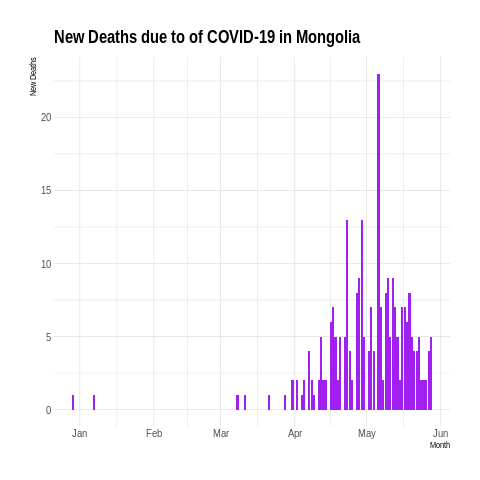 New Deaths due to of COVID-19 in Mongolia
New Deaths
20
15
10
5
0
Jan Feb Mar Apr May Jun
Month